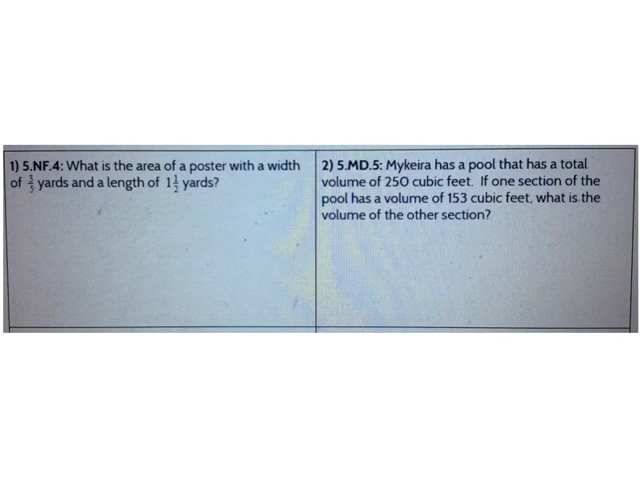 1) 5.NF.4: What is the area of a poster with a width
of 3/5 yards and a length of 1 1/2 yards?
2) 5.MD.5: Mykeira has a pool that has a total
volume of 250 cubic feet. If one section of the
pool has a volume of 153 cubic feet, what is the
volume of the other section?